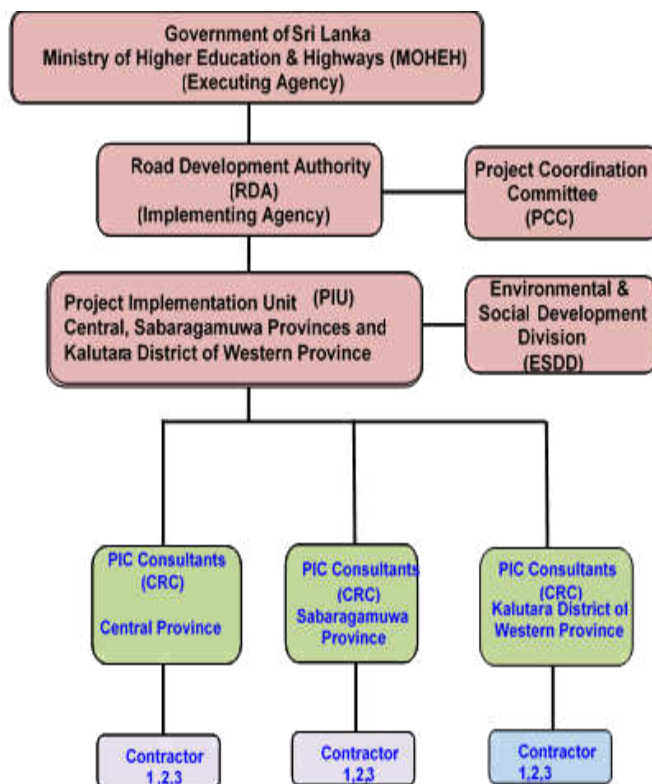 Government of Sri Lanka
Ministry of Higher Education & Highways (MOHEH)
(Executing Agency)
Road Development Authority
(RDA)
(Implementing Agency)
Project Coordination
Committee
(PCC)
Project Implementation Unit (PIU)
Central, Sabaragamuwa Provinces and
Kalutara District of Western Province
Environmental &
Social Development
Division
(ESDD)
PIC Consultants
(CRC)
Central Province
PIC Consultants
(CRC)
Sabaragamuwa
Province
PIC Consultants
(CRC)
Kalutara District of
Western Province
Contractor
1,2,3
Contractor
1,2,3
Contractor
1,2,3